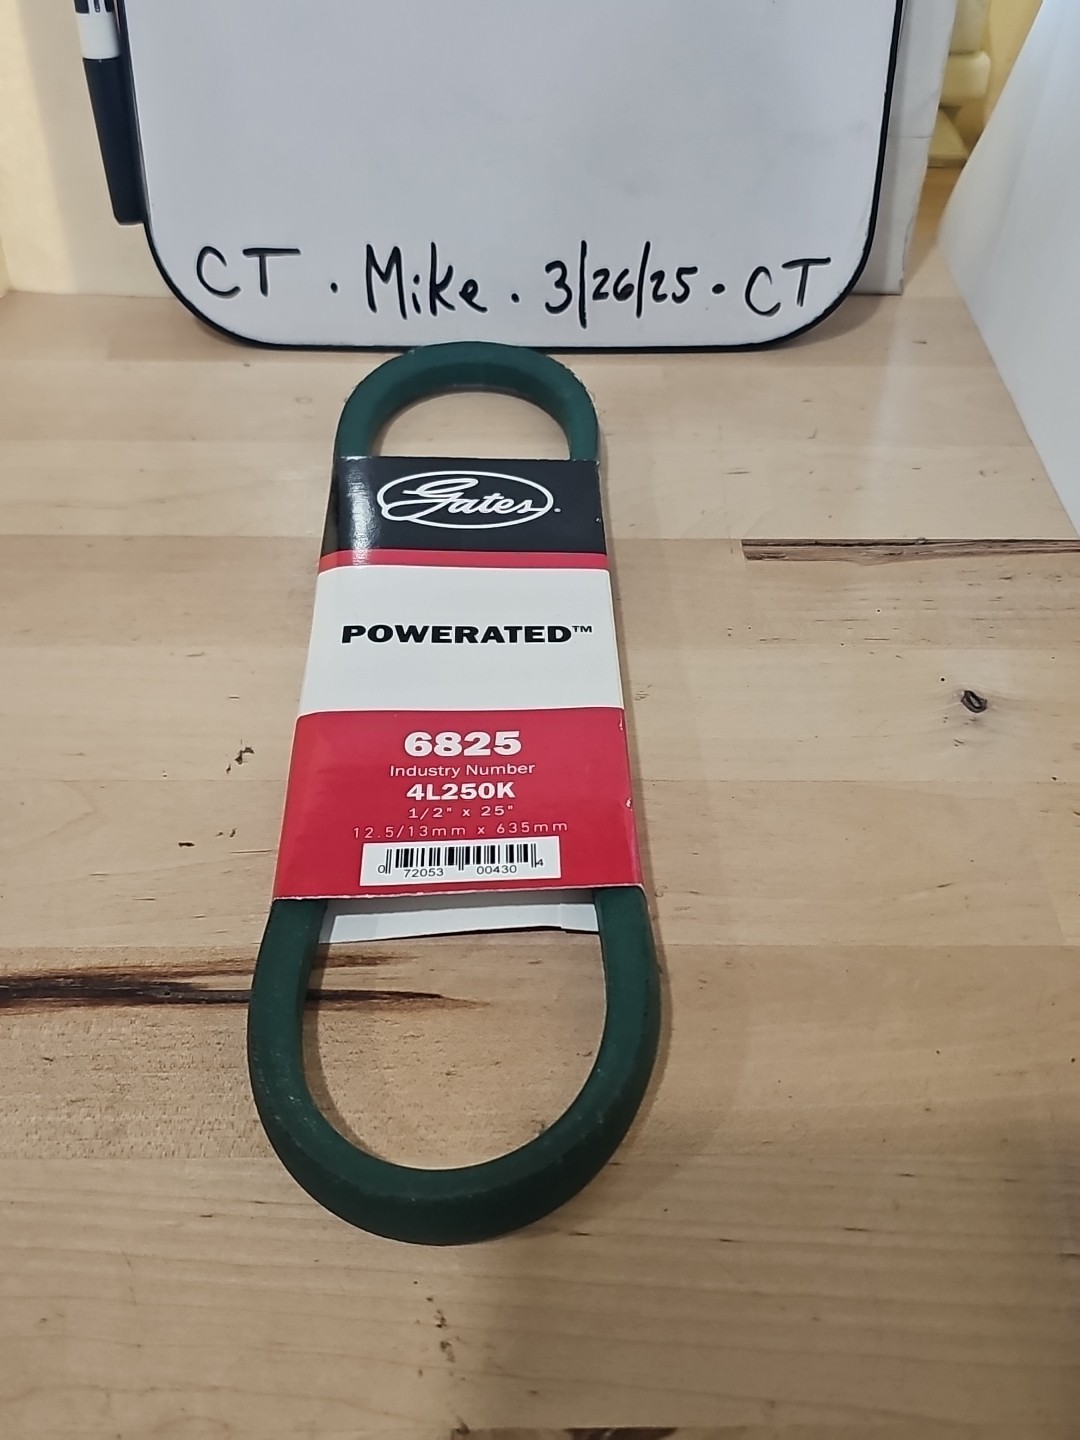 CT . Mike . 3/26/25 . CT
Gates.
POWERATED™
6825
Industry Number
4L250K
1/2" x 25"
12.5/13mm x 635mm
0 72053 00430 4